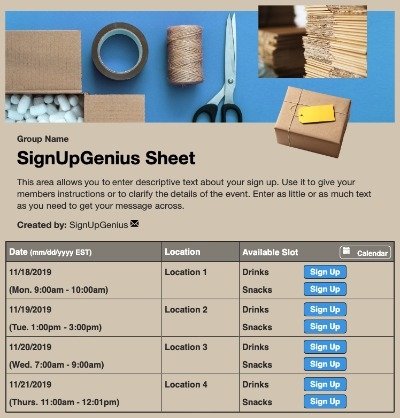 Group Name
SignUpGenius Sheet
This area allows you to enter descriptive text about your sign up. Use it to give your
members instructions or to clarify the details of the event. Enter as little or as much text
as you need to get your message across.
Created by: SignUpGenius
Date (mm/dd/yyyy EST) Location Available Slot Calendar
11/18/2019 Location 1 Drinks Sign Up
(Mon. 9:00am - 10:00am) Snacks Sign Up
11/19/2019 Location 2 Drinks Sign Up
(Tue. 1:00pm - 3:00pm) Snacks Sign Up
11/20/2019 Location 3 Drinks Sign Up
(Wed. 7:00am - 9:00am) Snacks Sign Up
11/21/2019 Location 4 Drinks Sign Up
(Thurs. 11:00am - 12:01pm) Snacks Sign Up